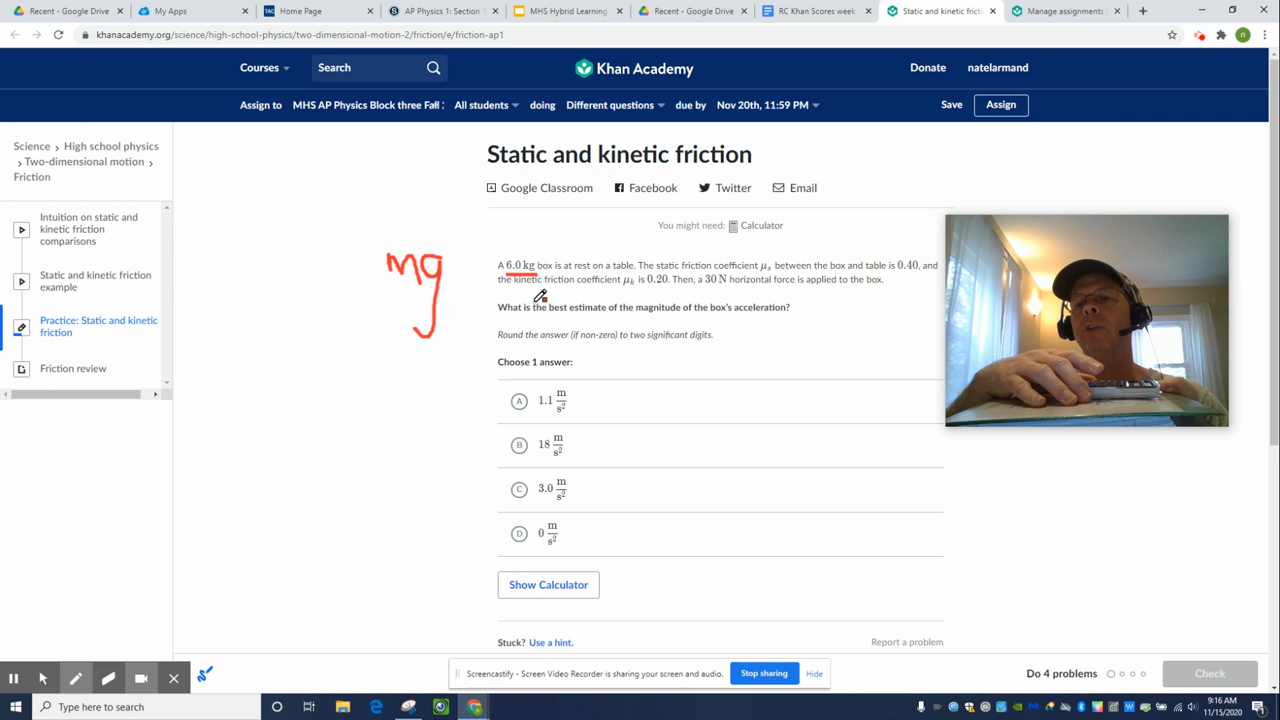 Recent - Google Drive
My Apps
Home Page
AP Physics 1: Section 1
MHS Hybrid Learning
Recent - Google Drive
RC Khan Scores week
Static and kinetic fricti
Manage assignments |
khanacademy.org/science/high-school-physics/two-dimensional-motion-2/friction/e/friction-ap1
n
Courses
Search
Khan Academy
Donate
natelarmand
Assign to
MHS AP Physics Block three Fall
All students
doing
Different questions
due by
Nov 20th, 11:59 PM
Save
Assign
Science > High school physics
> Two-dimensional motion >
Friction
Intuition on static and
kinetic friction
comparisons
Static and kinetic friction
example
Practice: Static and kinetic
friction
Friction review
Static and kinetic friction
Google Classroom
Facebook
Twitter
Email
You might need: Calculator
mg
A 6.0 kg box is at rest on a table. The static friction coefficient μs between the box and table is 0.40, and
the kinetic friction coefficient μk is 0.20. Then, a 30 N horizontal force is applied to the box.
What is the best estimate of the magnitude of the box's acceleration?
Round the answer (if non-zero) to two significant digits.
Choose 1 answer:
A 1.1 m/s²
B 18 m/s²
C 3.0 m/s²
D 0 m/s²
Show Calculator
Stuck? Use a hint.
Report a problem
Screencastify - Screen Video Recorder is sharing your screen and audio.
Stop sharing
Hide
Do 4 problems
Check
Type here to search
9:16 AM
11/15/2020